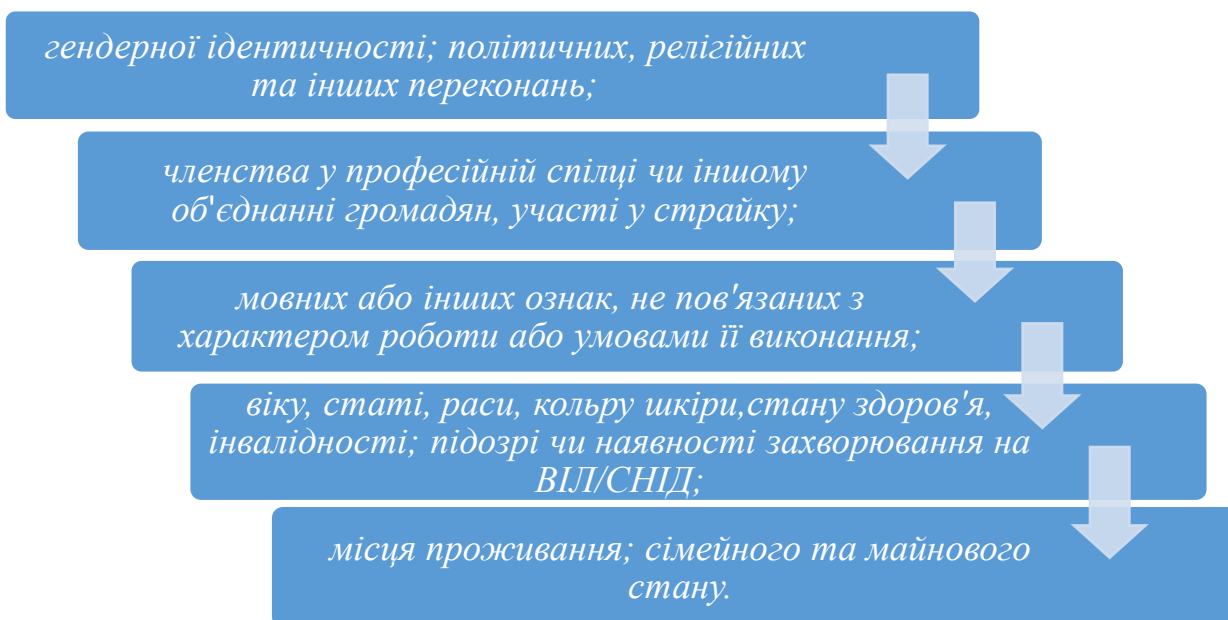 гендерної ідентичності; політичних, релігійних
та інших переконань;
членства у професійній спілці чи іншому
об'єднанні громадян, участі у страйку;
мовних або інших ознак, не пов'язаних з
характером роботи або умовами її виконання;
віку, статі, раси, кольру шкіри,стану здоров'я,
інвалідності; підозрі чи наявності захворювання на
ВІЛ/СНІД;
місця проживання; сімейного та майнового
стану.